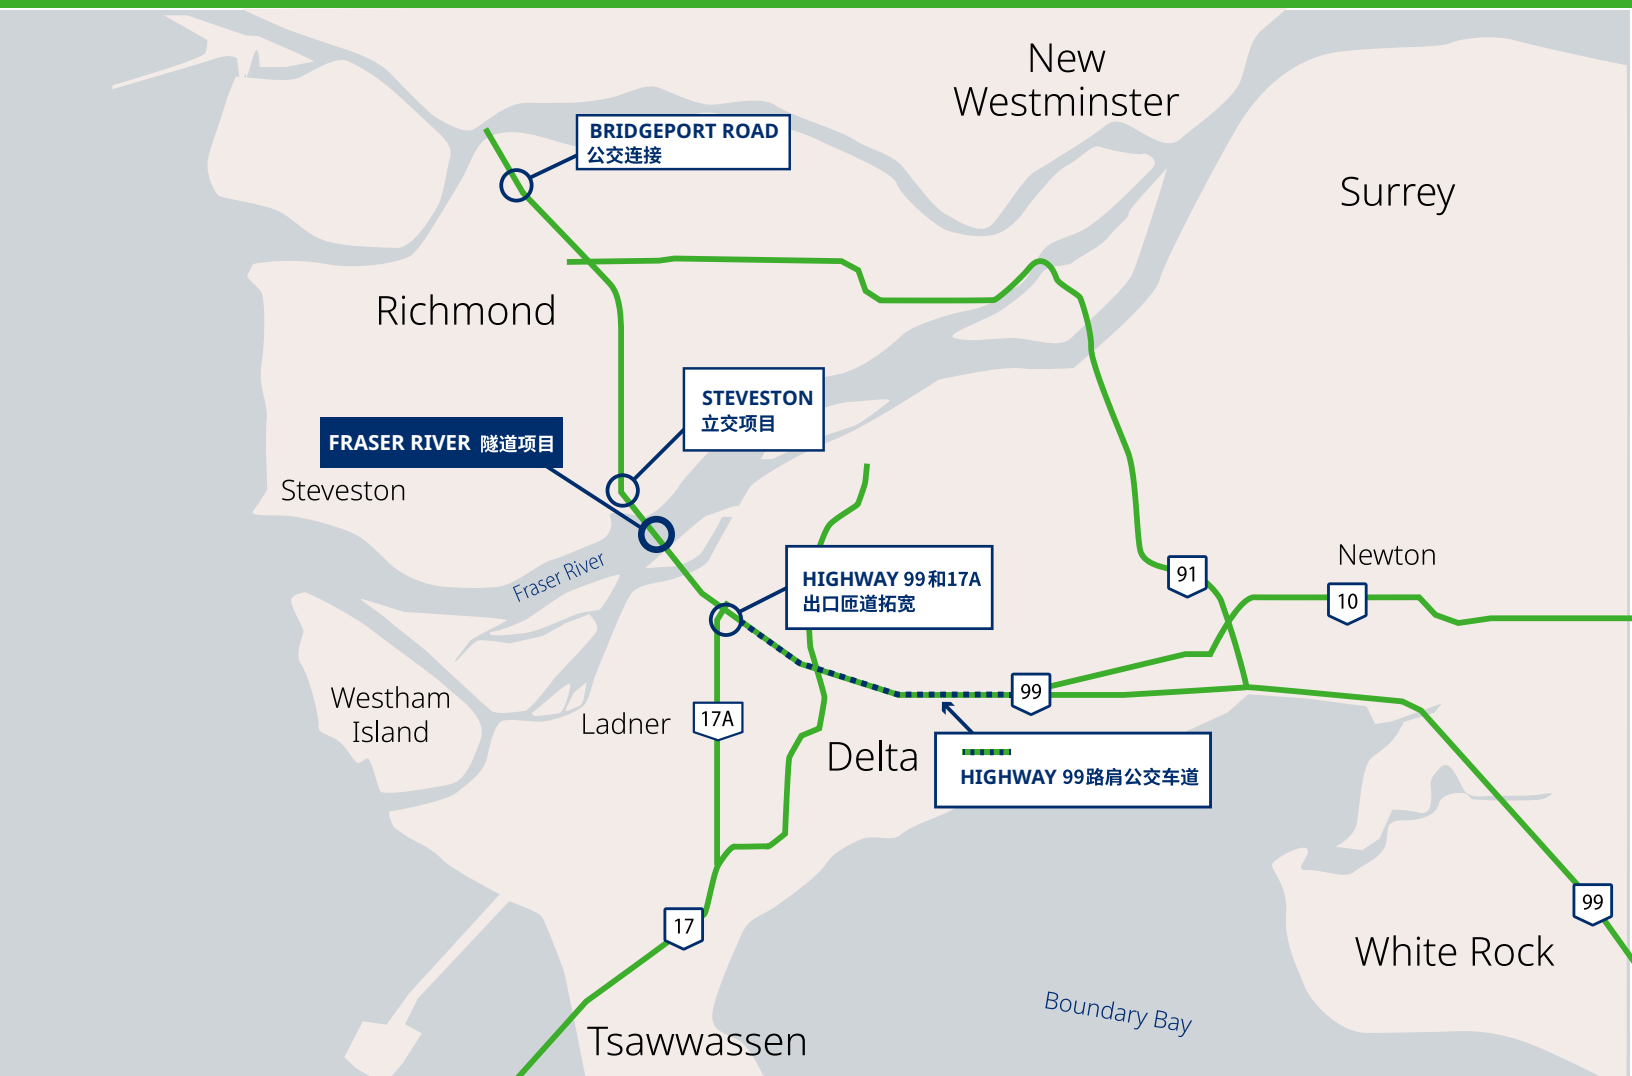 New
Westminster
BRIDGEPORT ROAD
公交连接
Surrey
Richmond
STEVESTON
立交项目
FRASER RIVER 隧道项目
Steveston
Fraser River
HIGHWAY 99和17A
出口匝道拓宽
91
Newton
10
Westham
Island
Ladner
17A
99
Delta
HIGHWAY 99路肩公交车道
99
17
White Rock
Boundary Bay
Tsawwassen